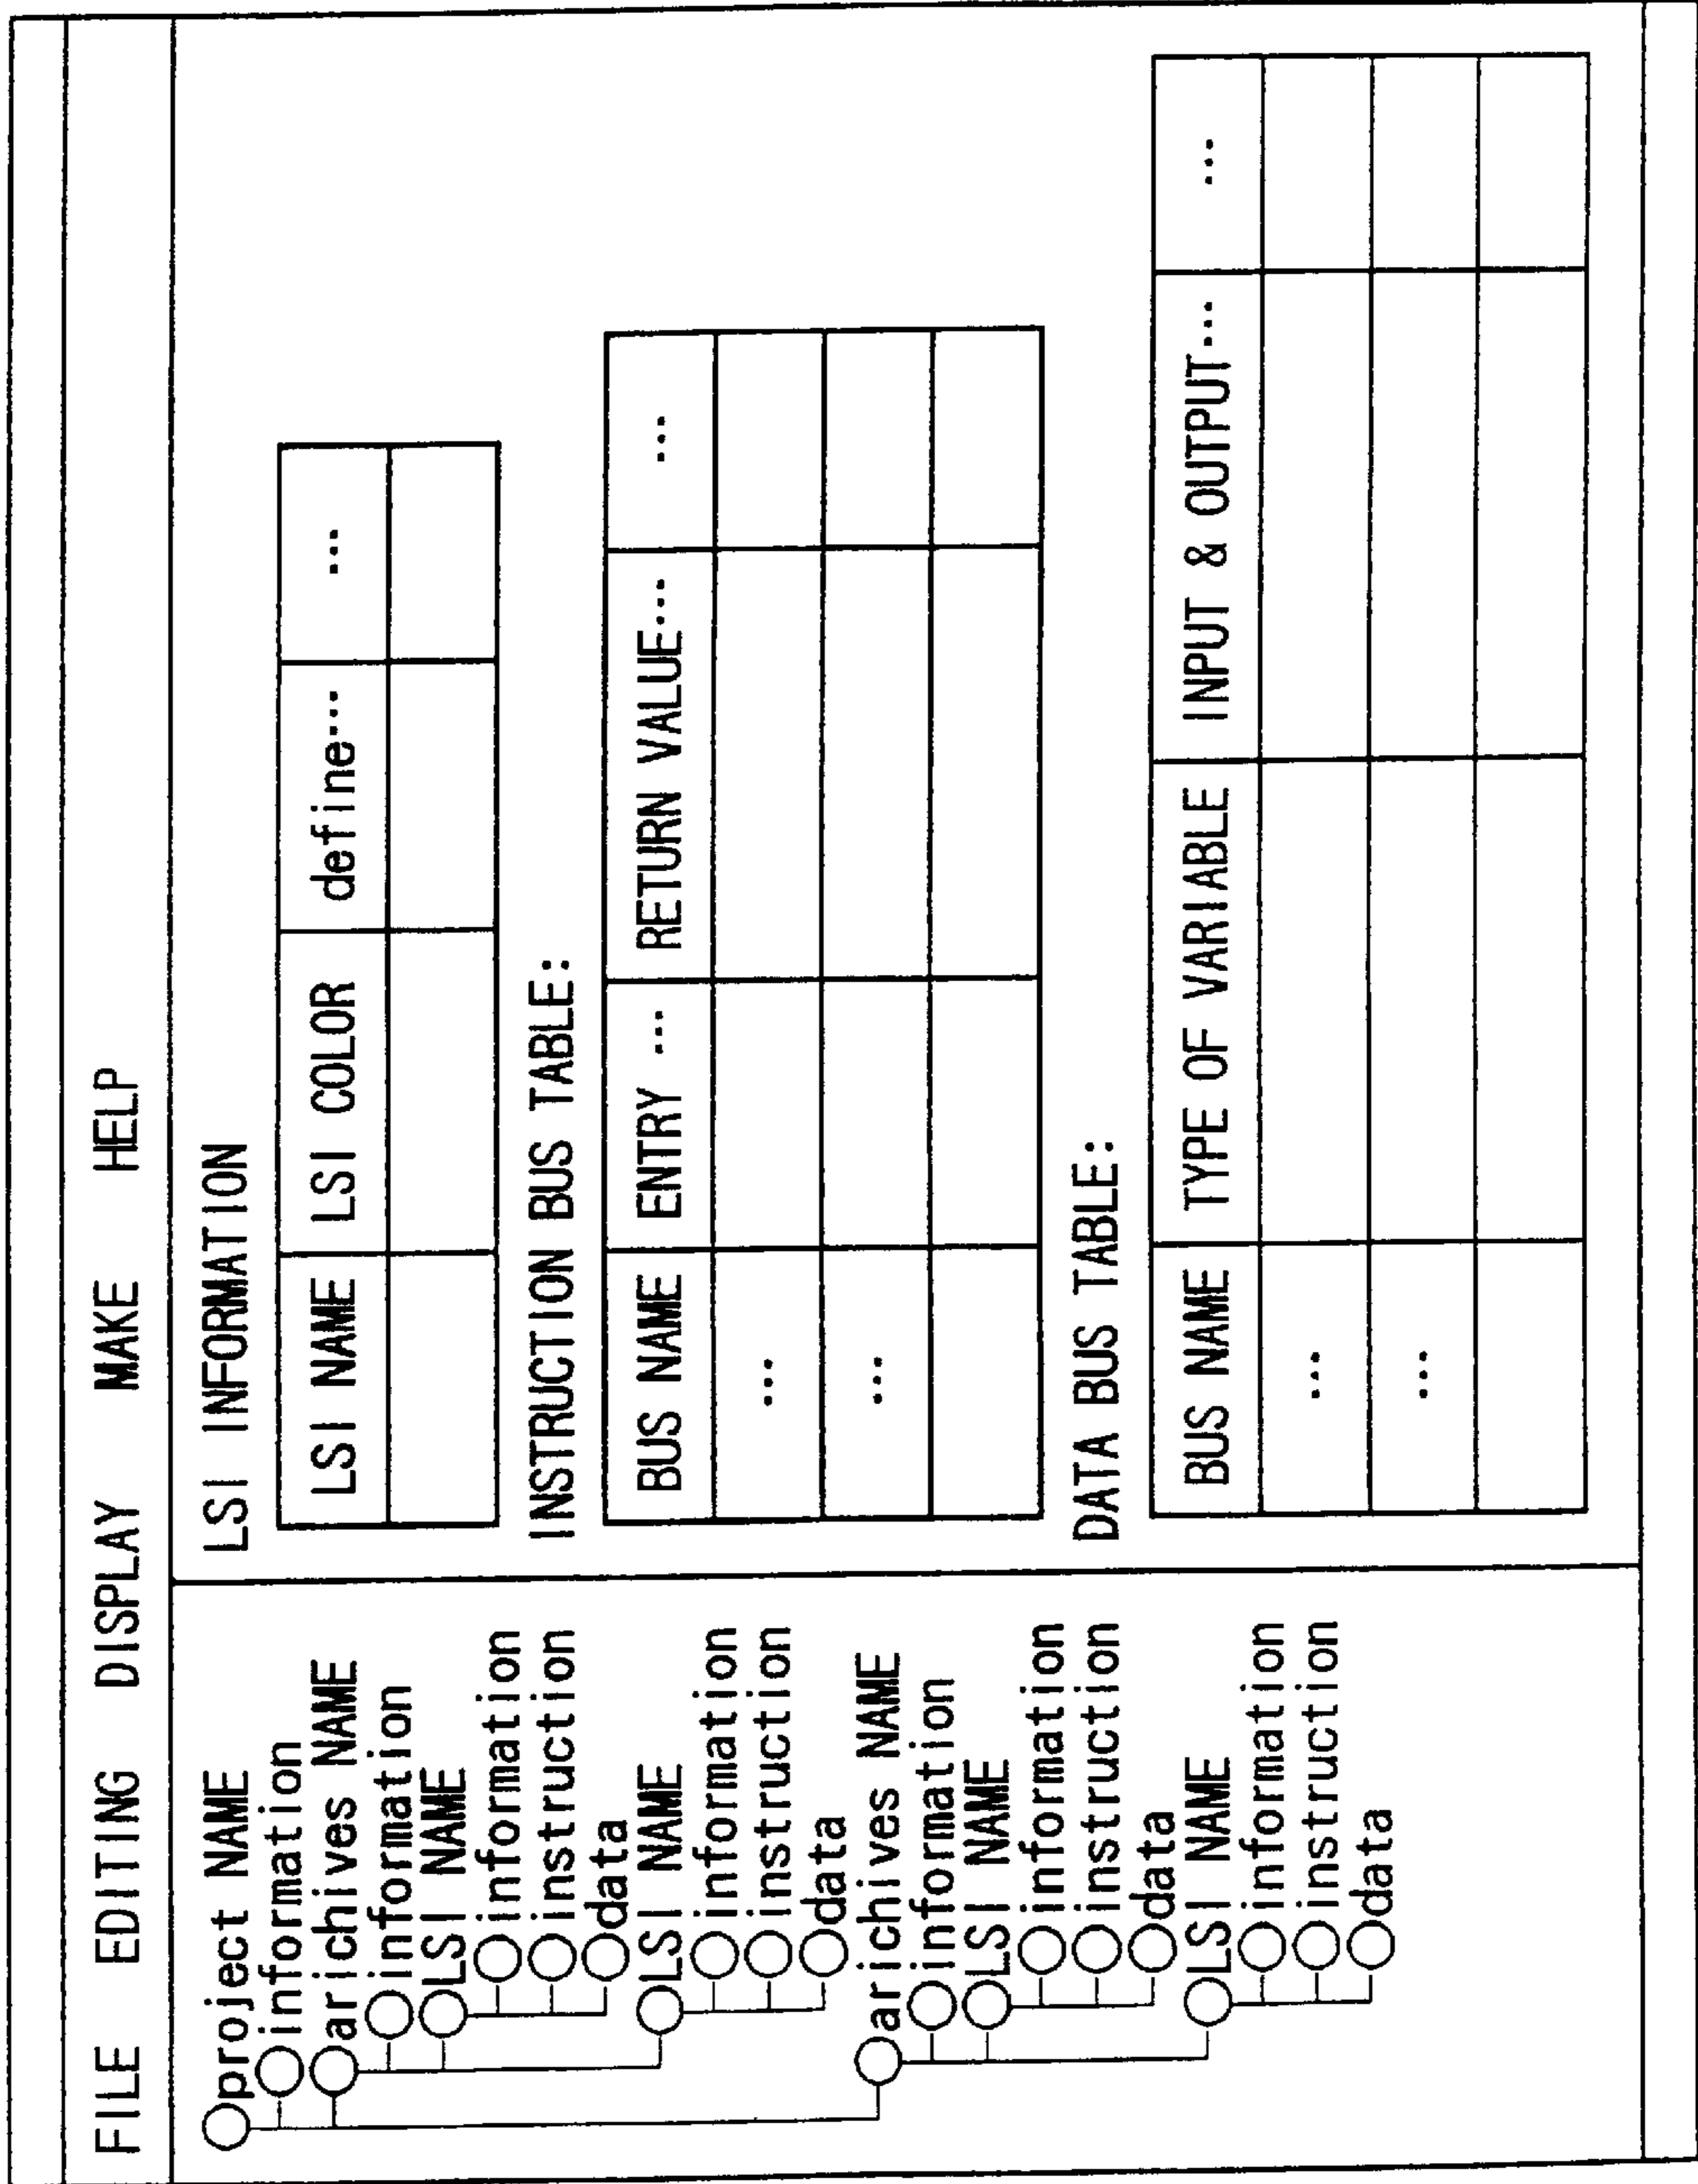 FILE EDITING DISPLAY MAKE HELP
project NAME
information
arichives NAME
information
LSI NAME
information
instruction
data
LSI NAME
information
instruction
data
arichives NAME
information
LSI NAME
information
instruction
data
LSI NAME
information
instruction
data
LSI INFORMATION
LSI NAME LSI COLOR define... ...
INSTRUCTION BUS TABLE:
BUS NAME ENTRY ... RETURN VALUE... ...
...
...
DATA BUS TABLE:
BUS NAME TYPE OF VARIABLE INPUT & OUTPUT... ...
...
...